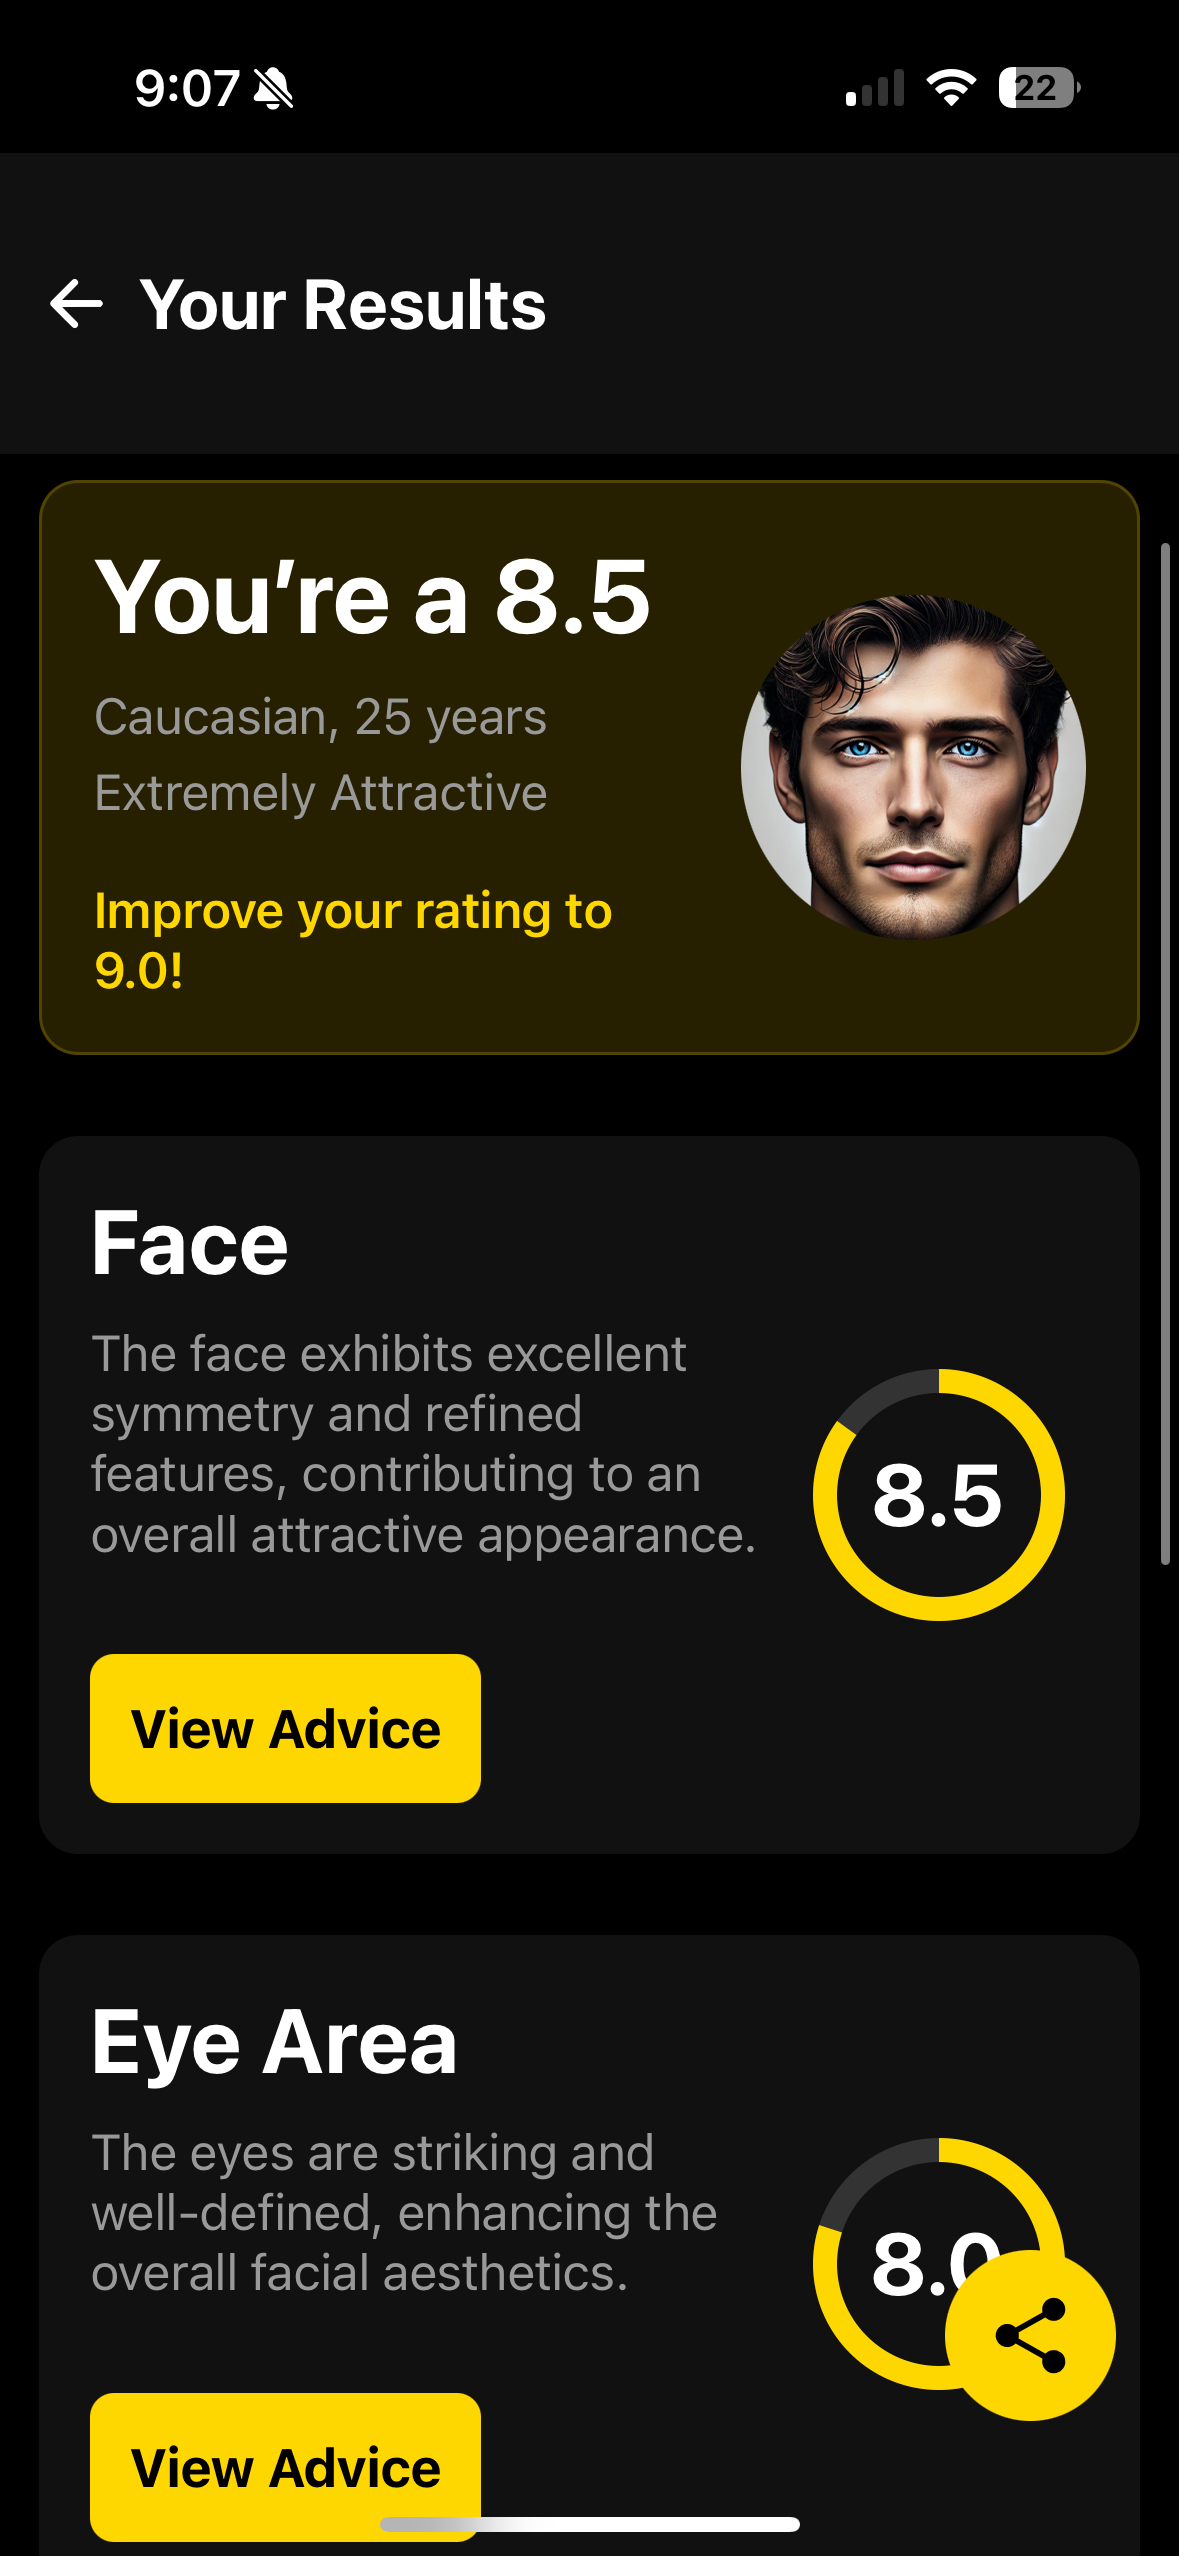 9:07
22
Your Results
You’re a 8.5
Caucasian, 25 years
Extremely Attractive
Improve your rating to
9.0!
Face
The face exhibits excellent
symmetry and refined
features, contributing to an
overall attractive appearance.
8.5
View Advice
Eye Area
The eyes are striking and
well-defined, enhancing the
overall facial aesthetics.
8.0
View Advice